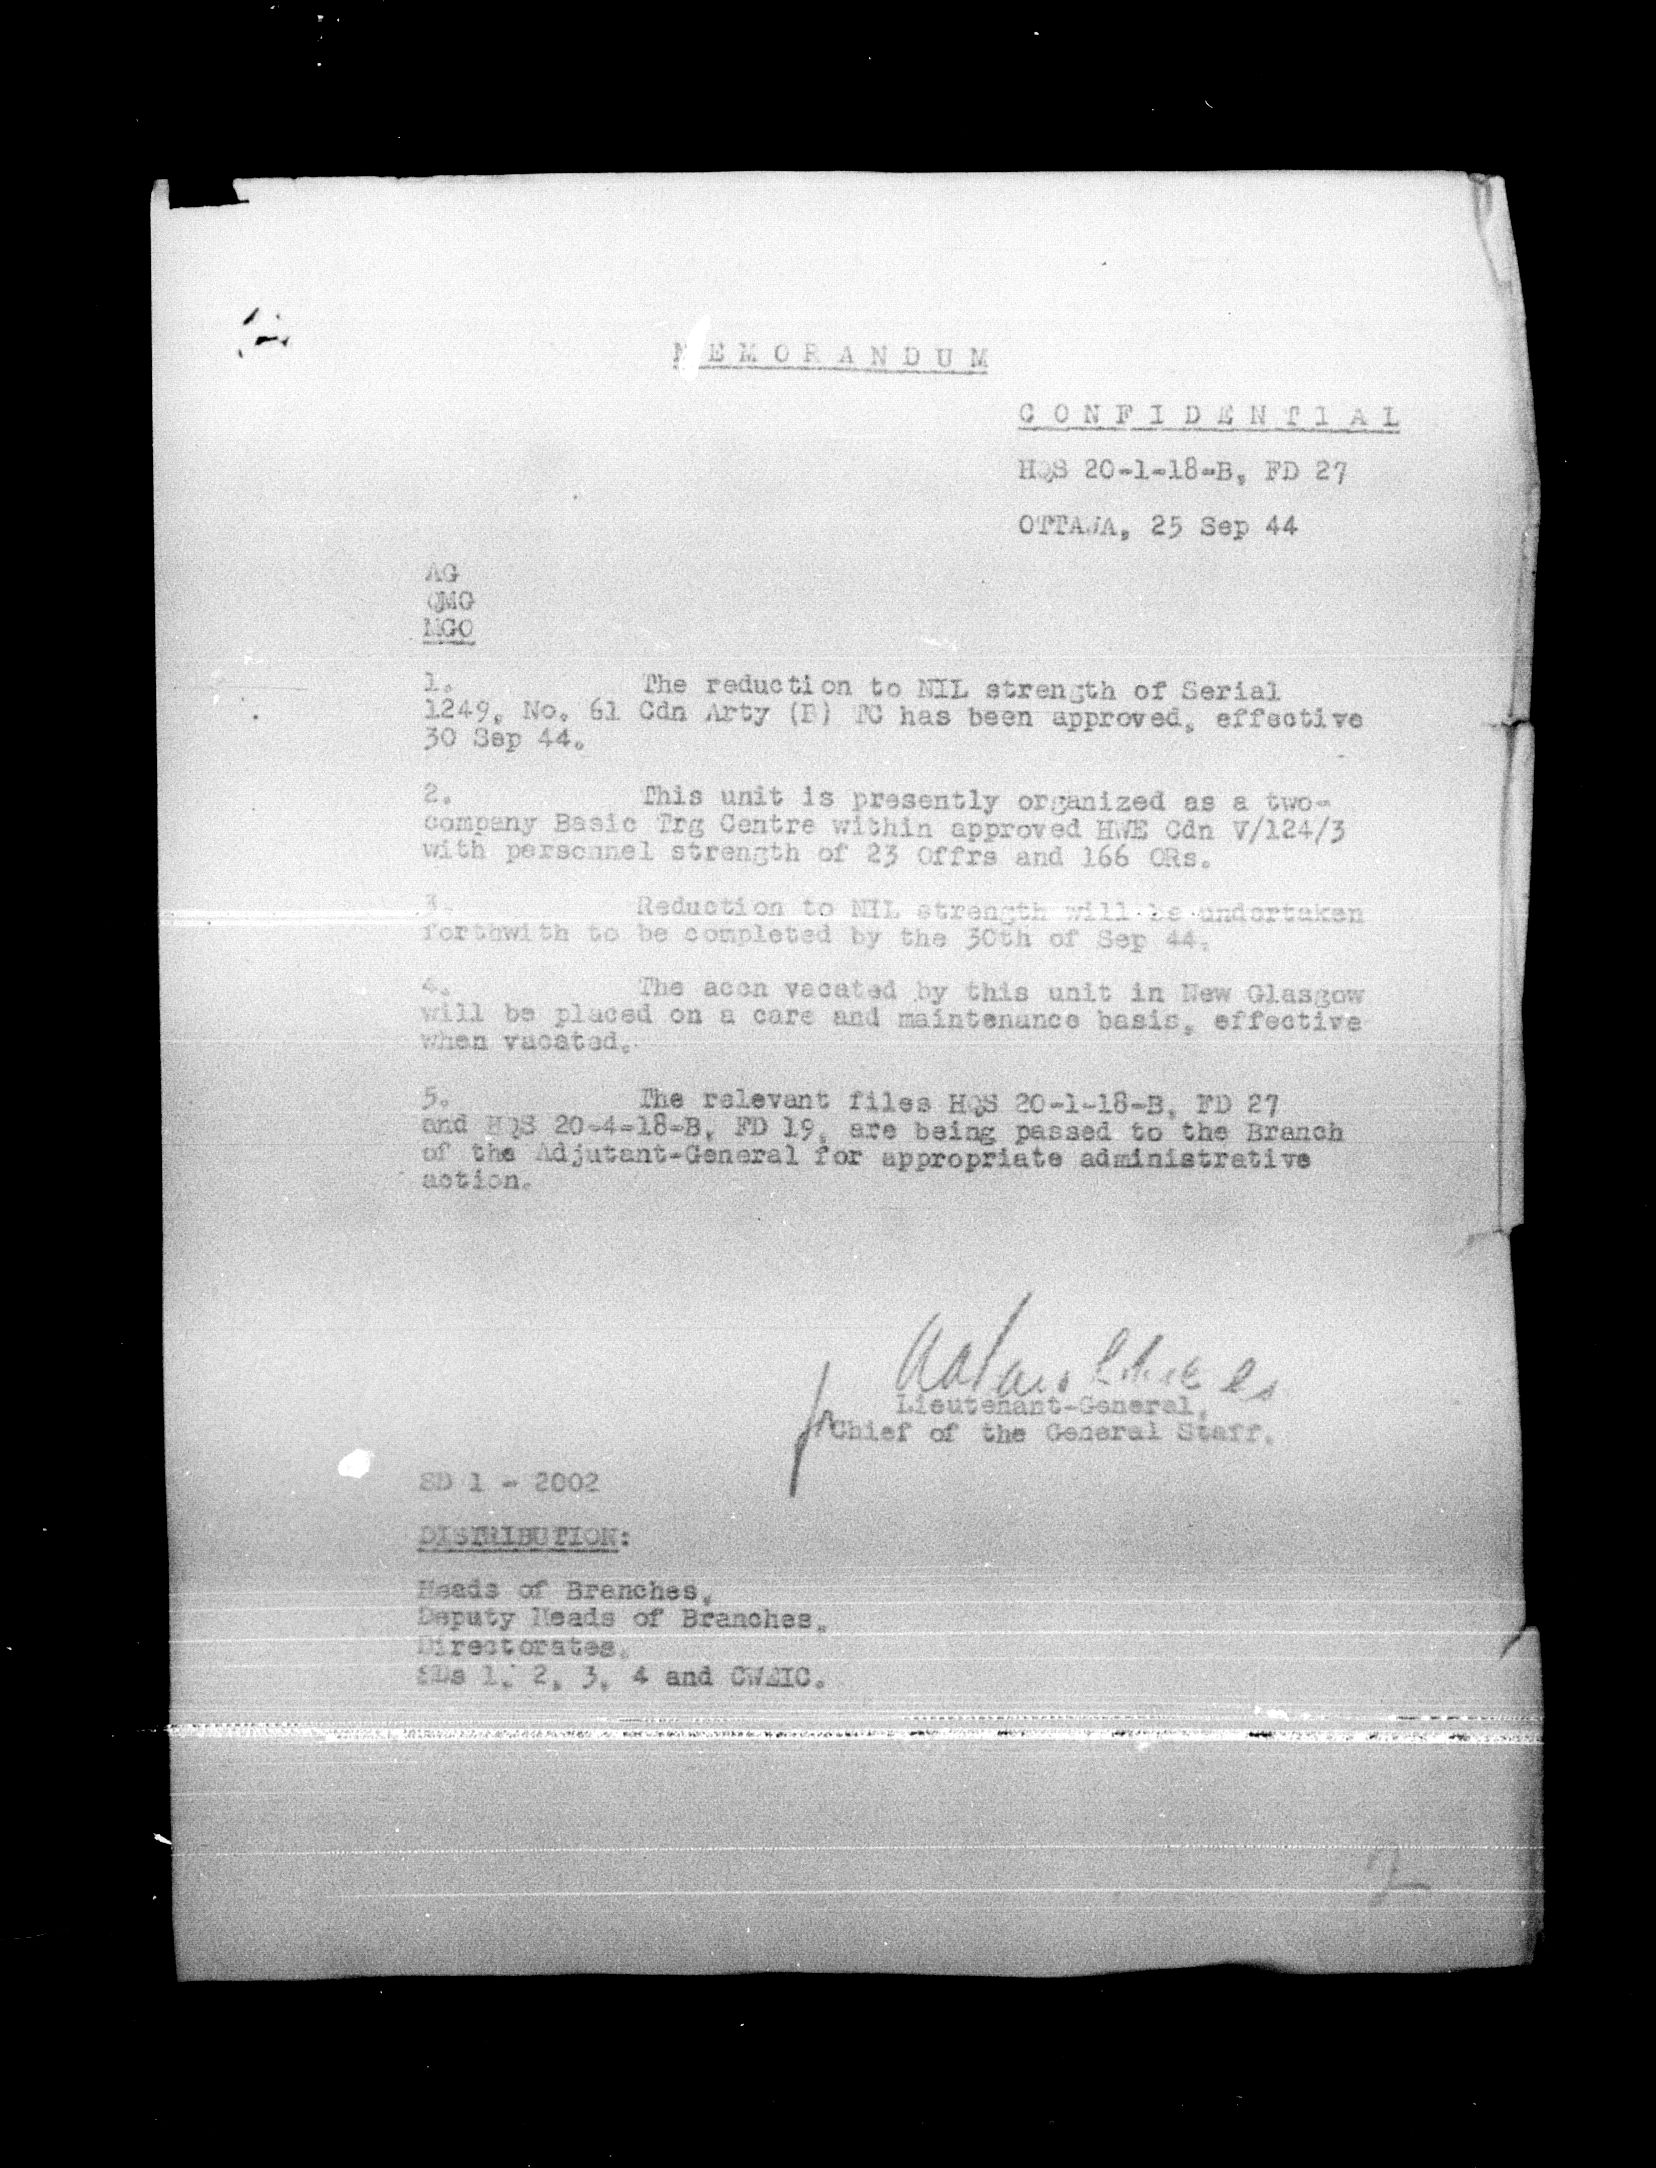 MEMORANDUM
CONFIDENTIAL
HQS 20-1-18-B, FD 27
OTTAWA, 25 Sep 44
AG
QMG
MGO
1. The reduction to NIL strength of Serial
1249, No. 61 Cdn Arty (B) TC has been approved, effective
30 Sep 44.
2. This unit is presently organized as a two-
company Basic Trg Centre within approved HWE Cdn V/124/3
with personnel strength of 23 Offrs and 166 ORs.
3. Reduction to NIL strength will be undertaken
forthwith to be completed by the 30th of Sep 44.
4. The accn vacated by this unit in New Glasgow
will be placed on a care and maintenance basis, effective
when vacated.
5. The relevant files HQS 20-1-18-B, FD 27
and HQS 20-4-18-B, FD 19, are being passed to the Branch
of the Adjutant-General for appropriate administrative
action.
Lieutenant-General,
for Chief of the General Staff.
SD 1 - 2002
DISTRIBUTION:
Heads of Branches,
Deputy Heads of Branches,
Directorates,
SDs 1, 2, 3, 4 and CWEIC.
2